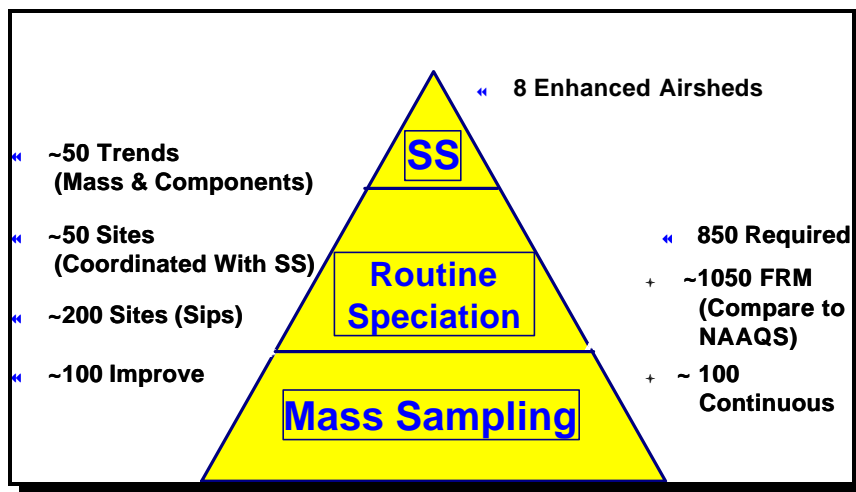 8 Enhanced Airsheds
SS
~50 Trends
(Mass & Components)
~50 Sites
(Coordinated With SS)
~200 Sites (Sips)
~100 Improve
Routine
Speciation
850 Required
~1050 FRM
(Compare to
NAAQS)
~ 100
Continuous
Mass Sampling